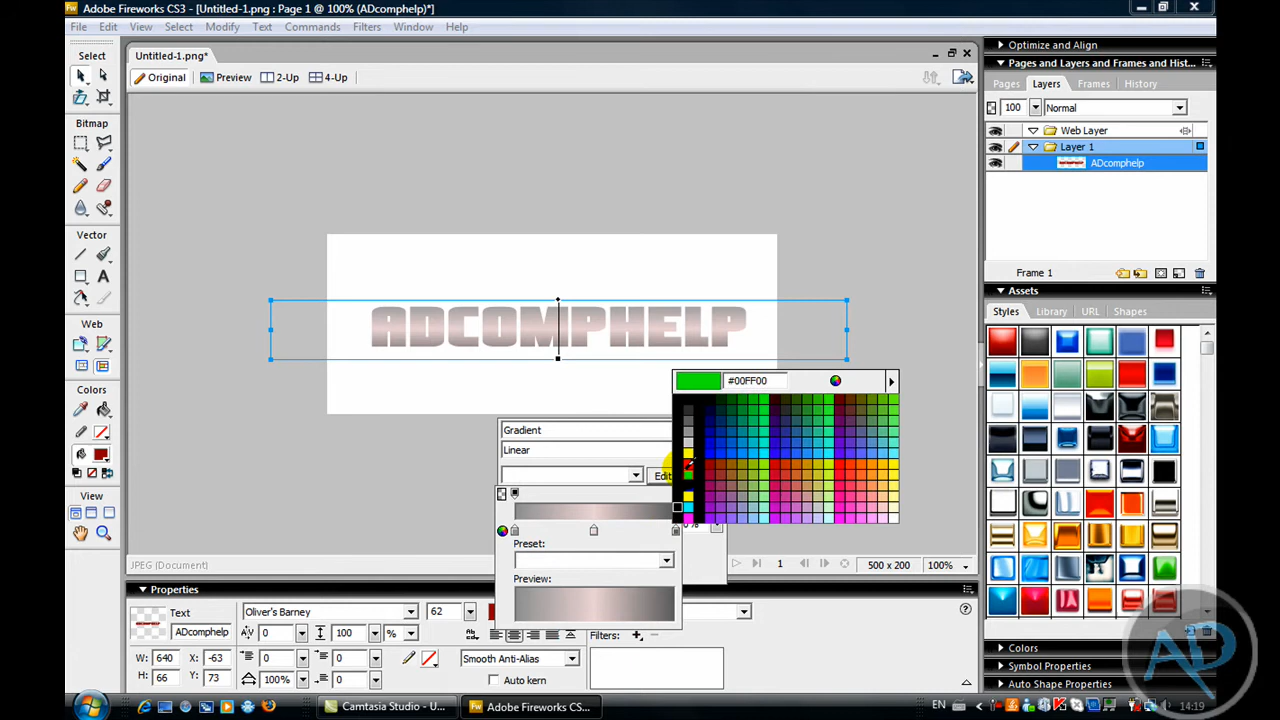 Adobe Fireworks CS3 - [Untitled-1.png : Page 1 @ 100% (ADcomphelp)*]
File Edit View Select Modify Text Commands Filters Window Help
Select
Bitmap
Vector
Web
Colors
View
Untitled-1.png*
Original Preview 2-Up 4-Up
ADCOMPHELP
#00FF00
Gradient
Linear
Edit
Preset:
Preview:
JPEG (Document)
1 500 x 200 100%
Properties
Text
ADcomphelp
Oliver's Barney 62
0 100 %
W: 640 X: -63 0 0
H: 66 Y: 73 100% 0
Smooth Anti-Alias
Auto kern
Filters:
Optimize and Align
Pages and Layers and Frames and Hist...
Pages Layers Frames History
100 Normal
Web Layer
Layer 1
ADcomphelp
Frame 1
Assets
Styles Library URL Shapes
Colors
Symbol Properties
Auto Shape Properties
AD
Camtasia Studio - U...
Adobe Fireworks CS...
EN
14:19